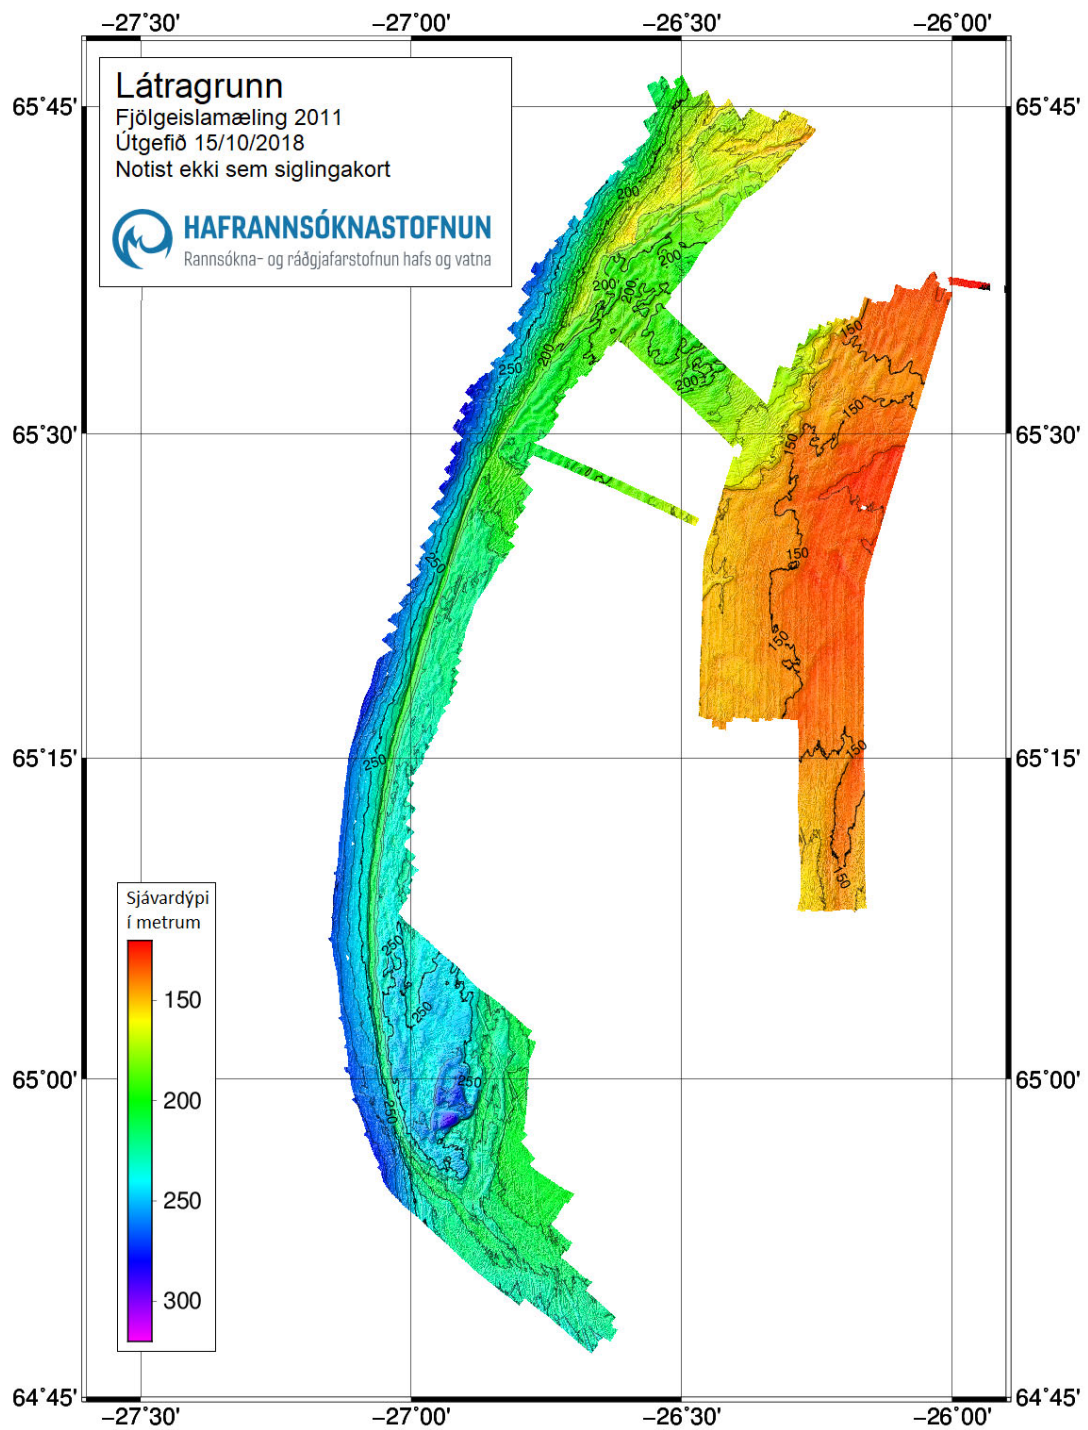 −27˚30' −27˚00' −26˚30' −26˚00'
Látragrunn
Fjölgeislamæling 2011
Útgefið 15/10/2018
Notist ekki sem siglingakort
HAFRANNSÓKNASTOFNUN
Rannsókna- og ráðgjafarstofnun hafs og vatna
65˚45' 65˚45'
200
200
200
200
150
200
250
200
150
65˚30' 65˚30'
150
250
150
150
65˚15' 65˚15'
250
150
150
250
250
65˚00' 65˚00'
250
250
Sjávardýpi
í metrum
150
200
250
300
64˚45' 64˚45'
−27˚30' −27˚00' −26˚30' −26˚00'